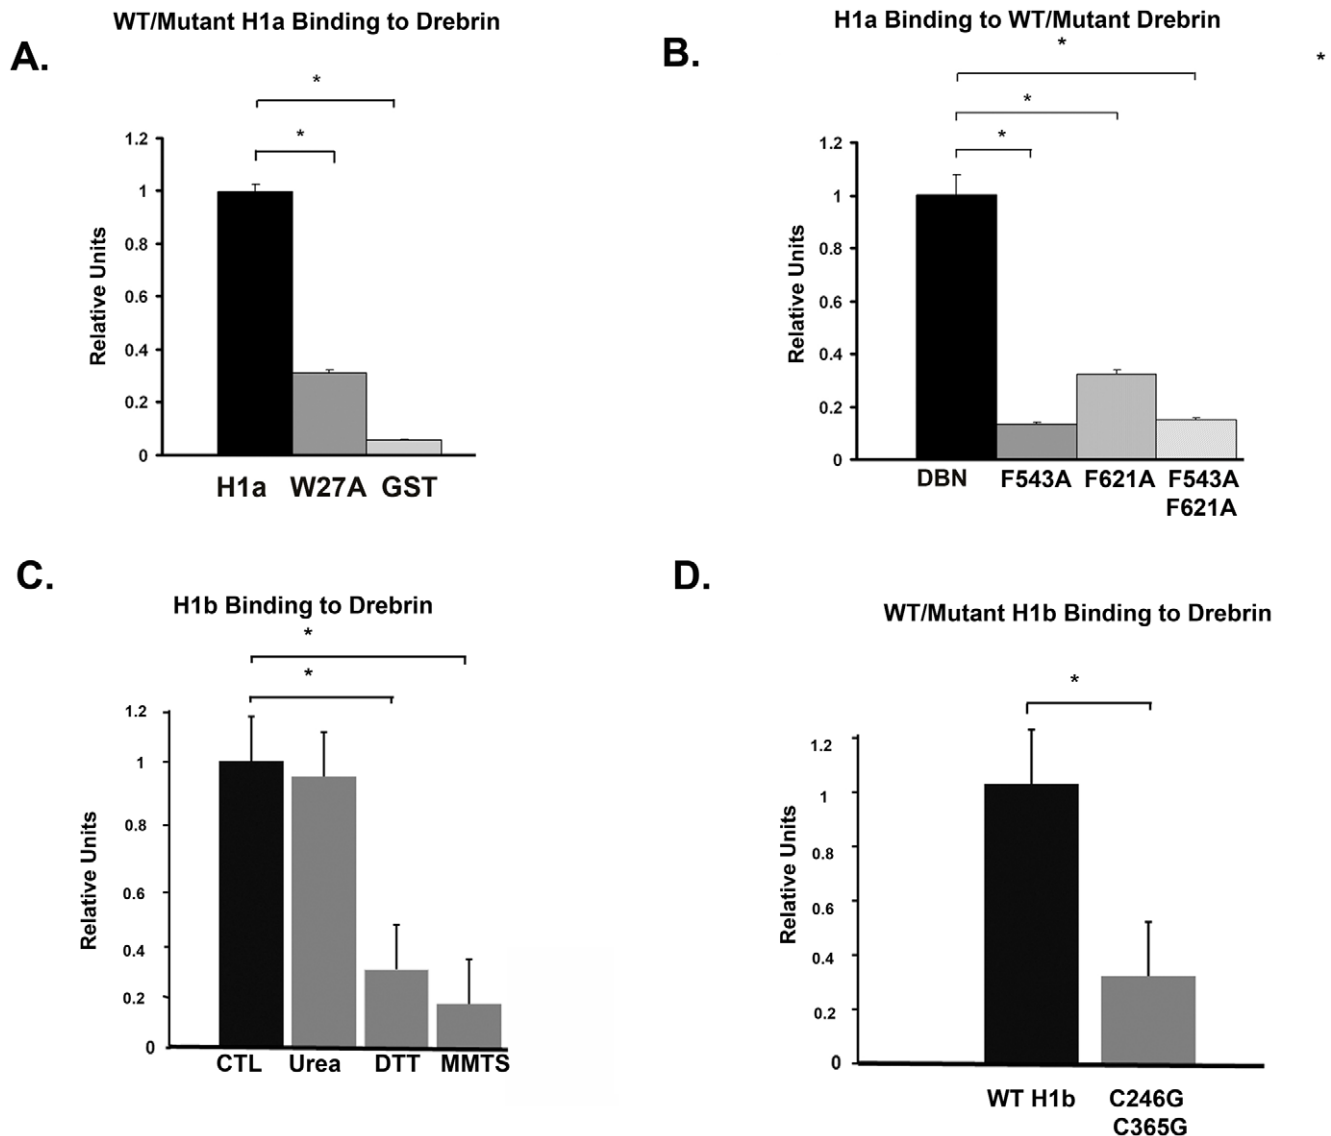 WT/Mutant H1a Binding to Drebrin
A.
*
*
1.2
1
0.8
0.6
0.4
0.2
0
Relative Units
H1a W27A GST
H1a Binding to WT/Mutant Drebrin
B.
*
*
*
*
1.2
1
0.8
0.6
0.4
0.2
0
Relative Units
DBN F543A F621A F543A
F621A
C.
H1b Binding to Drebrin
*
*
1.2
1
0.8
0.6
0.4
0.2
0
Relative Units
CTL Urea DTT MMTS
D.
WT/Mutant H1b Binding to Drebrin
*
1.2
1
0.8
0.6
0.4
0.2
0
Relative Units
WT H1b C246G
C365G